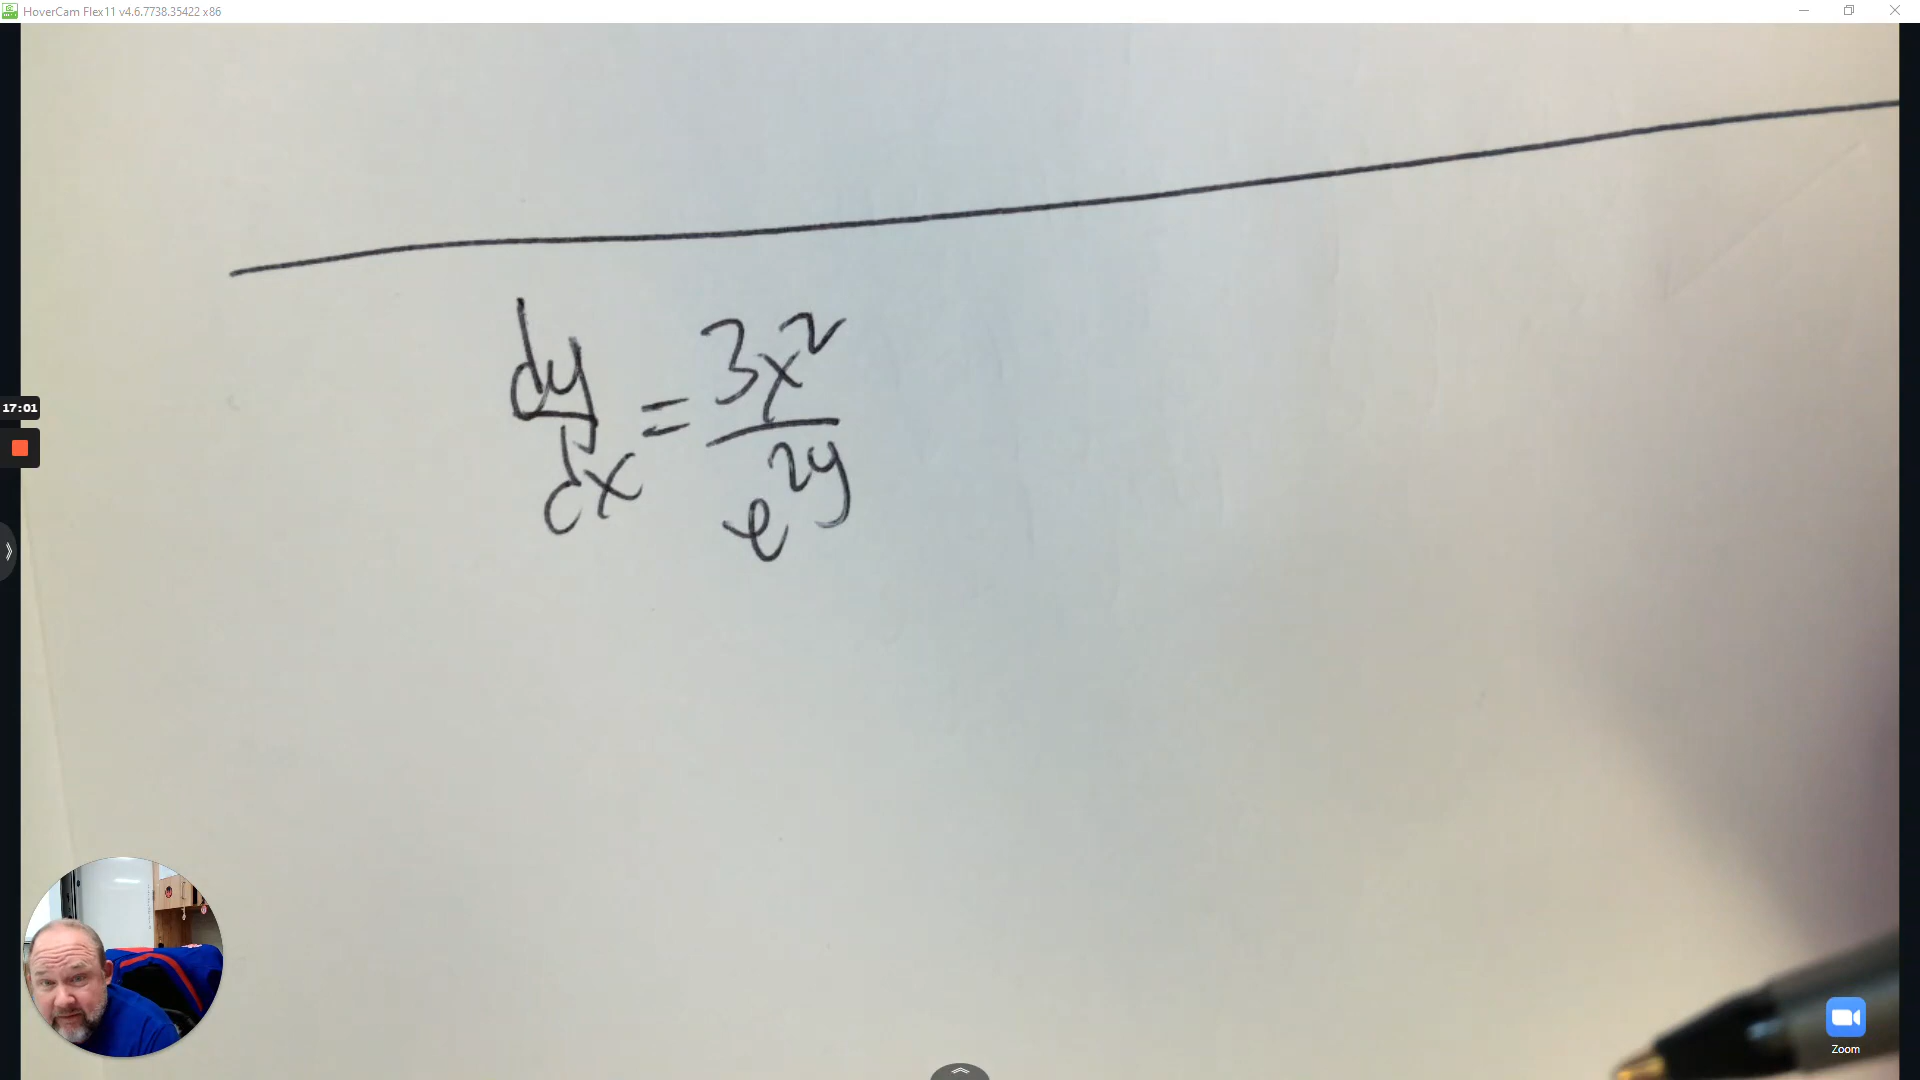 HoverCam Flex11 v4.6.7738.35422 x86
dy/dx = 3x²/e^(2y)
17:01
Zoom